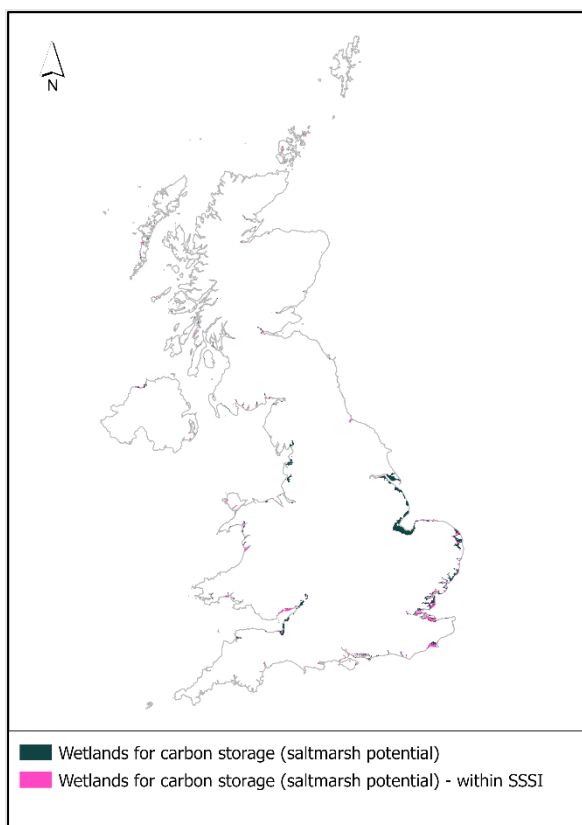 N
Wetlands for carbon storage (saltmarsh potential)
Wetlands for carbon storage (saltmarsh potential) - within SSSI